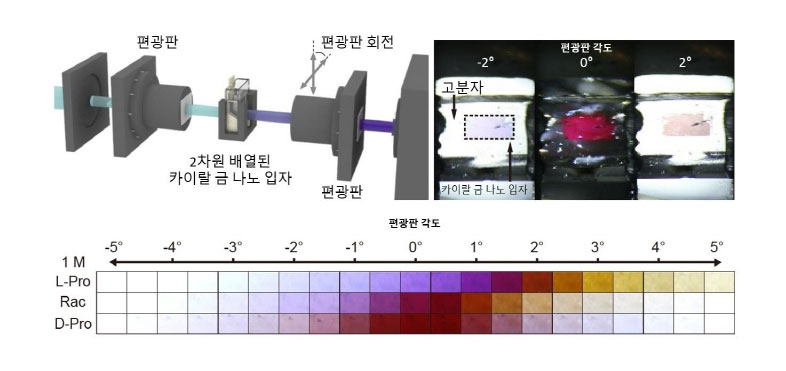 편광판
편광판 회전
2차원 배열된
카이랄 금 나노 입자
편광판
편광판 각도
-2° 0° 2°
고분자
카이랄 금 나노 입자
편광판 각도
-5° -4° -3° -2° -1° 0° 1° 2° 3° 4° 5°
1 M
L-Pro
Rac
D-Pro